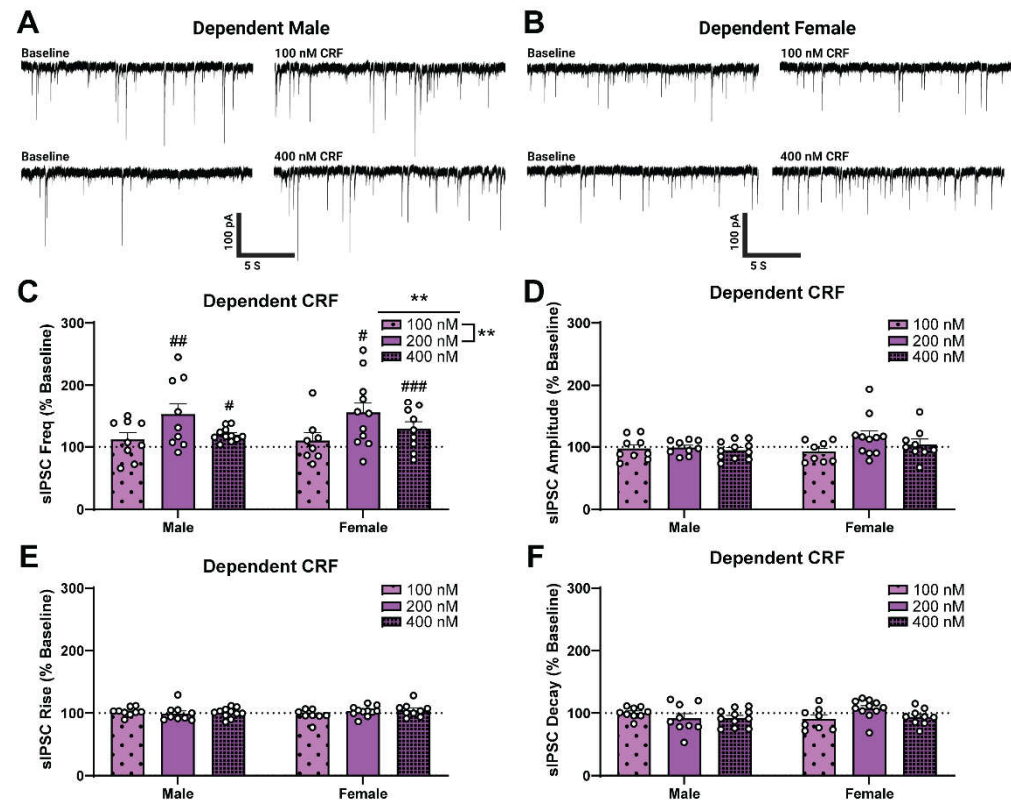 A
Dependent Male
Baseline
100 nM CRF
Baseline
400 nM CRF
100 pA
5 S
B
Dependent Female
Baseline
100 nM CRF
Baseline
400 nM CRF
100 pA
5 S
C
Dependent CRF
sIPSC Freq (% Baseline)
300
200
100
0
**
100 nM
200 nM
400 nM
**
##
#
#
###
Male
Female
D
Dependent CRF
sIPSC Amplitude (% Baseline)
300
200
100
0
100 nM
200 nM
400 nM
Male
Female
E
Dependent CRF
sIPSC Rise (% Baseline)
300
200
100
0
100 nM
200 nM
400 nM
Male
Female
F
Dependent CRF
sIPSC Decay (% Baseline)
300
200
100
0
100 nM
200 nM
400 nM
Male
Female